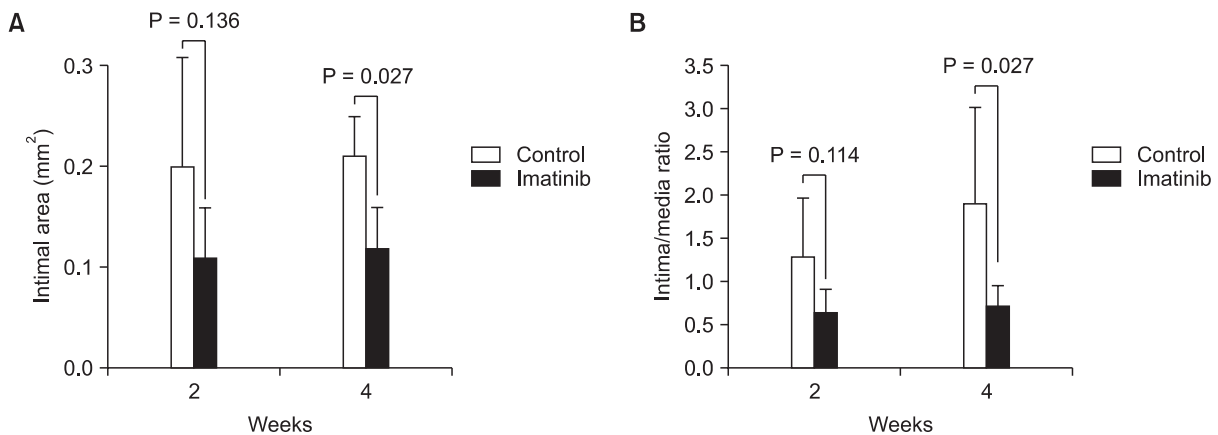 A
P = 0.136
P = 0.027
Intimal area (mm²)
0.3
0.2
0.1
0.0
2
4
Weeks
Control
Imatinib
B
P = 0.114
P = 0.027
Intima/media ratio
3.5
3.0
2.5
2.0
1.5
1.0
0.5
0.0
2
4
Weeks
Control
Imatinib